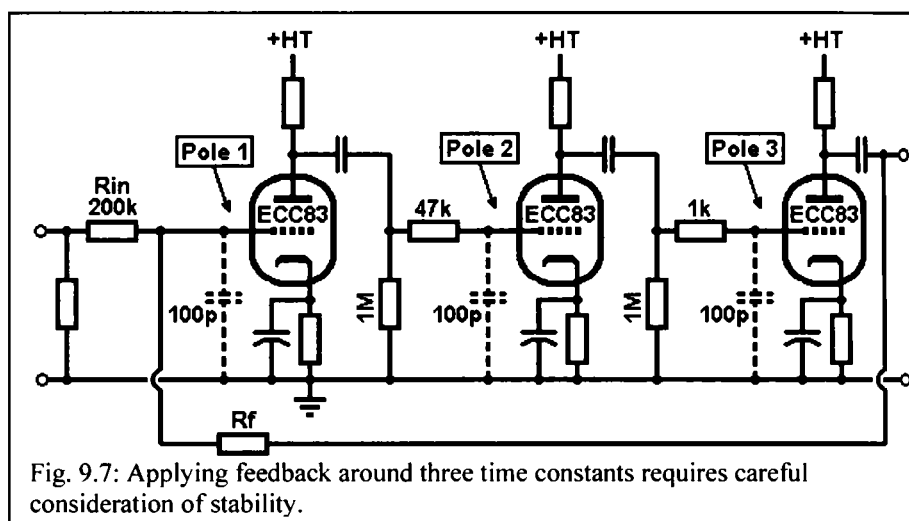 +HT
+HT
+HT
Pole 1
Pole 2
Pole 3
Rin
200k
ECC83
47k
ECC83
1k
ECC83
100p
1M
100p
1M
100p
Rf
Fig. 9.7: Applying feedback around three time constants requires careful
consideration of stability.